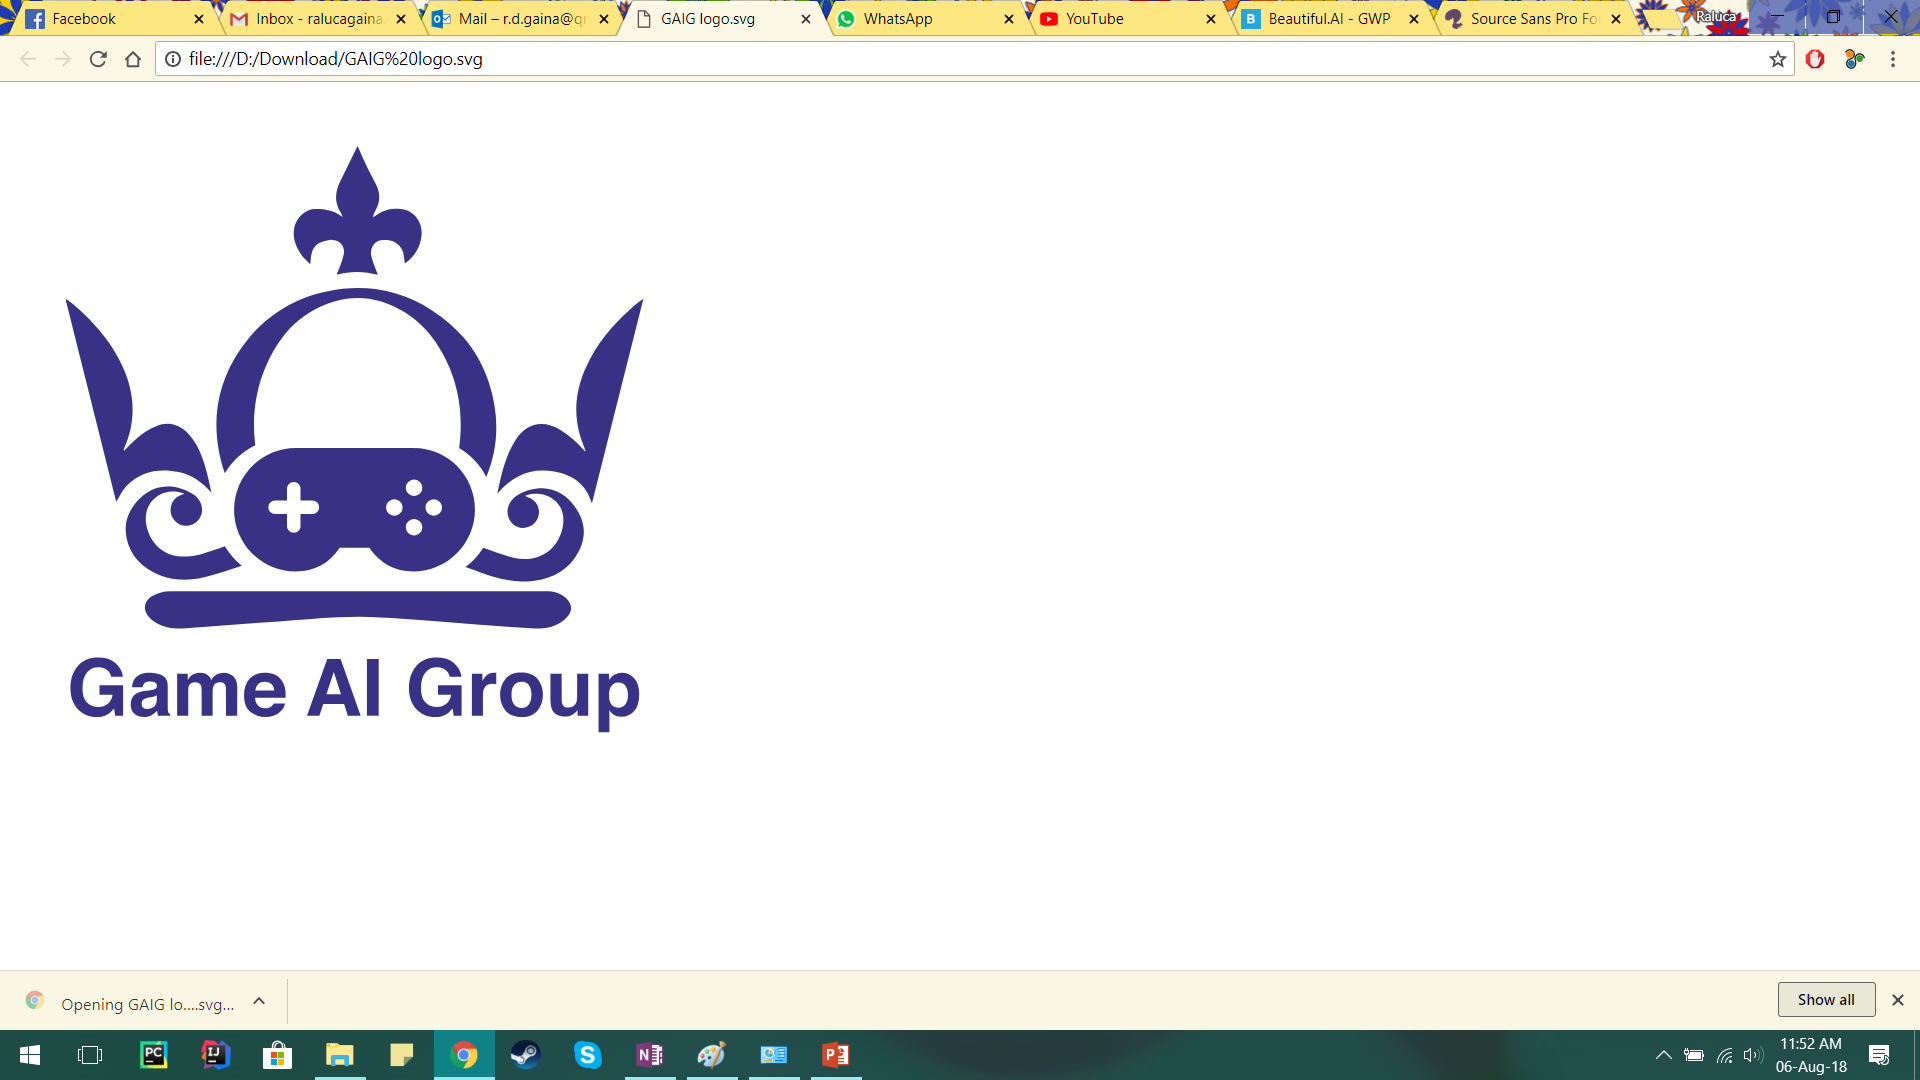 Facebook
Inbox - ralucagaina
Mail – r.d.gaina@q
GAIG logo.svg
WhatsApp
YouTube
Beautiful.AI - GWP
Source Sans Pro Fo
Raluca
file:///D:/Download/GAIG%20logo.svg
Game AI Group
Opening GAIG lo....svg...
Show all
PC
IJ
N
S
P
11:52 AM
06-Aug-18